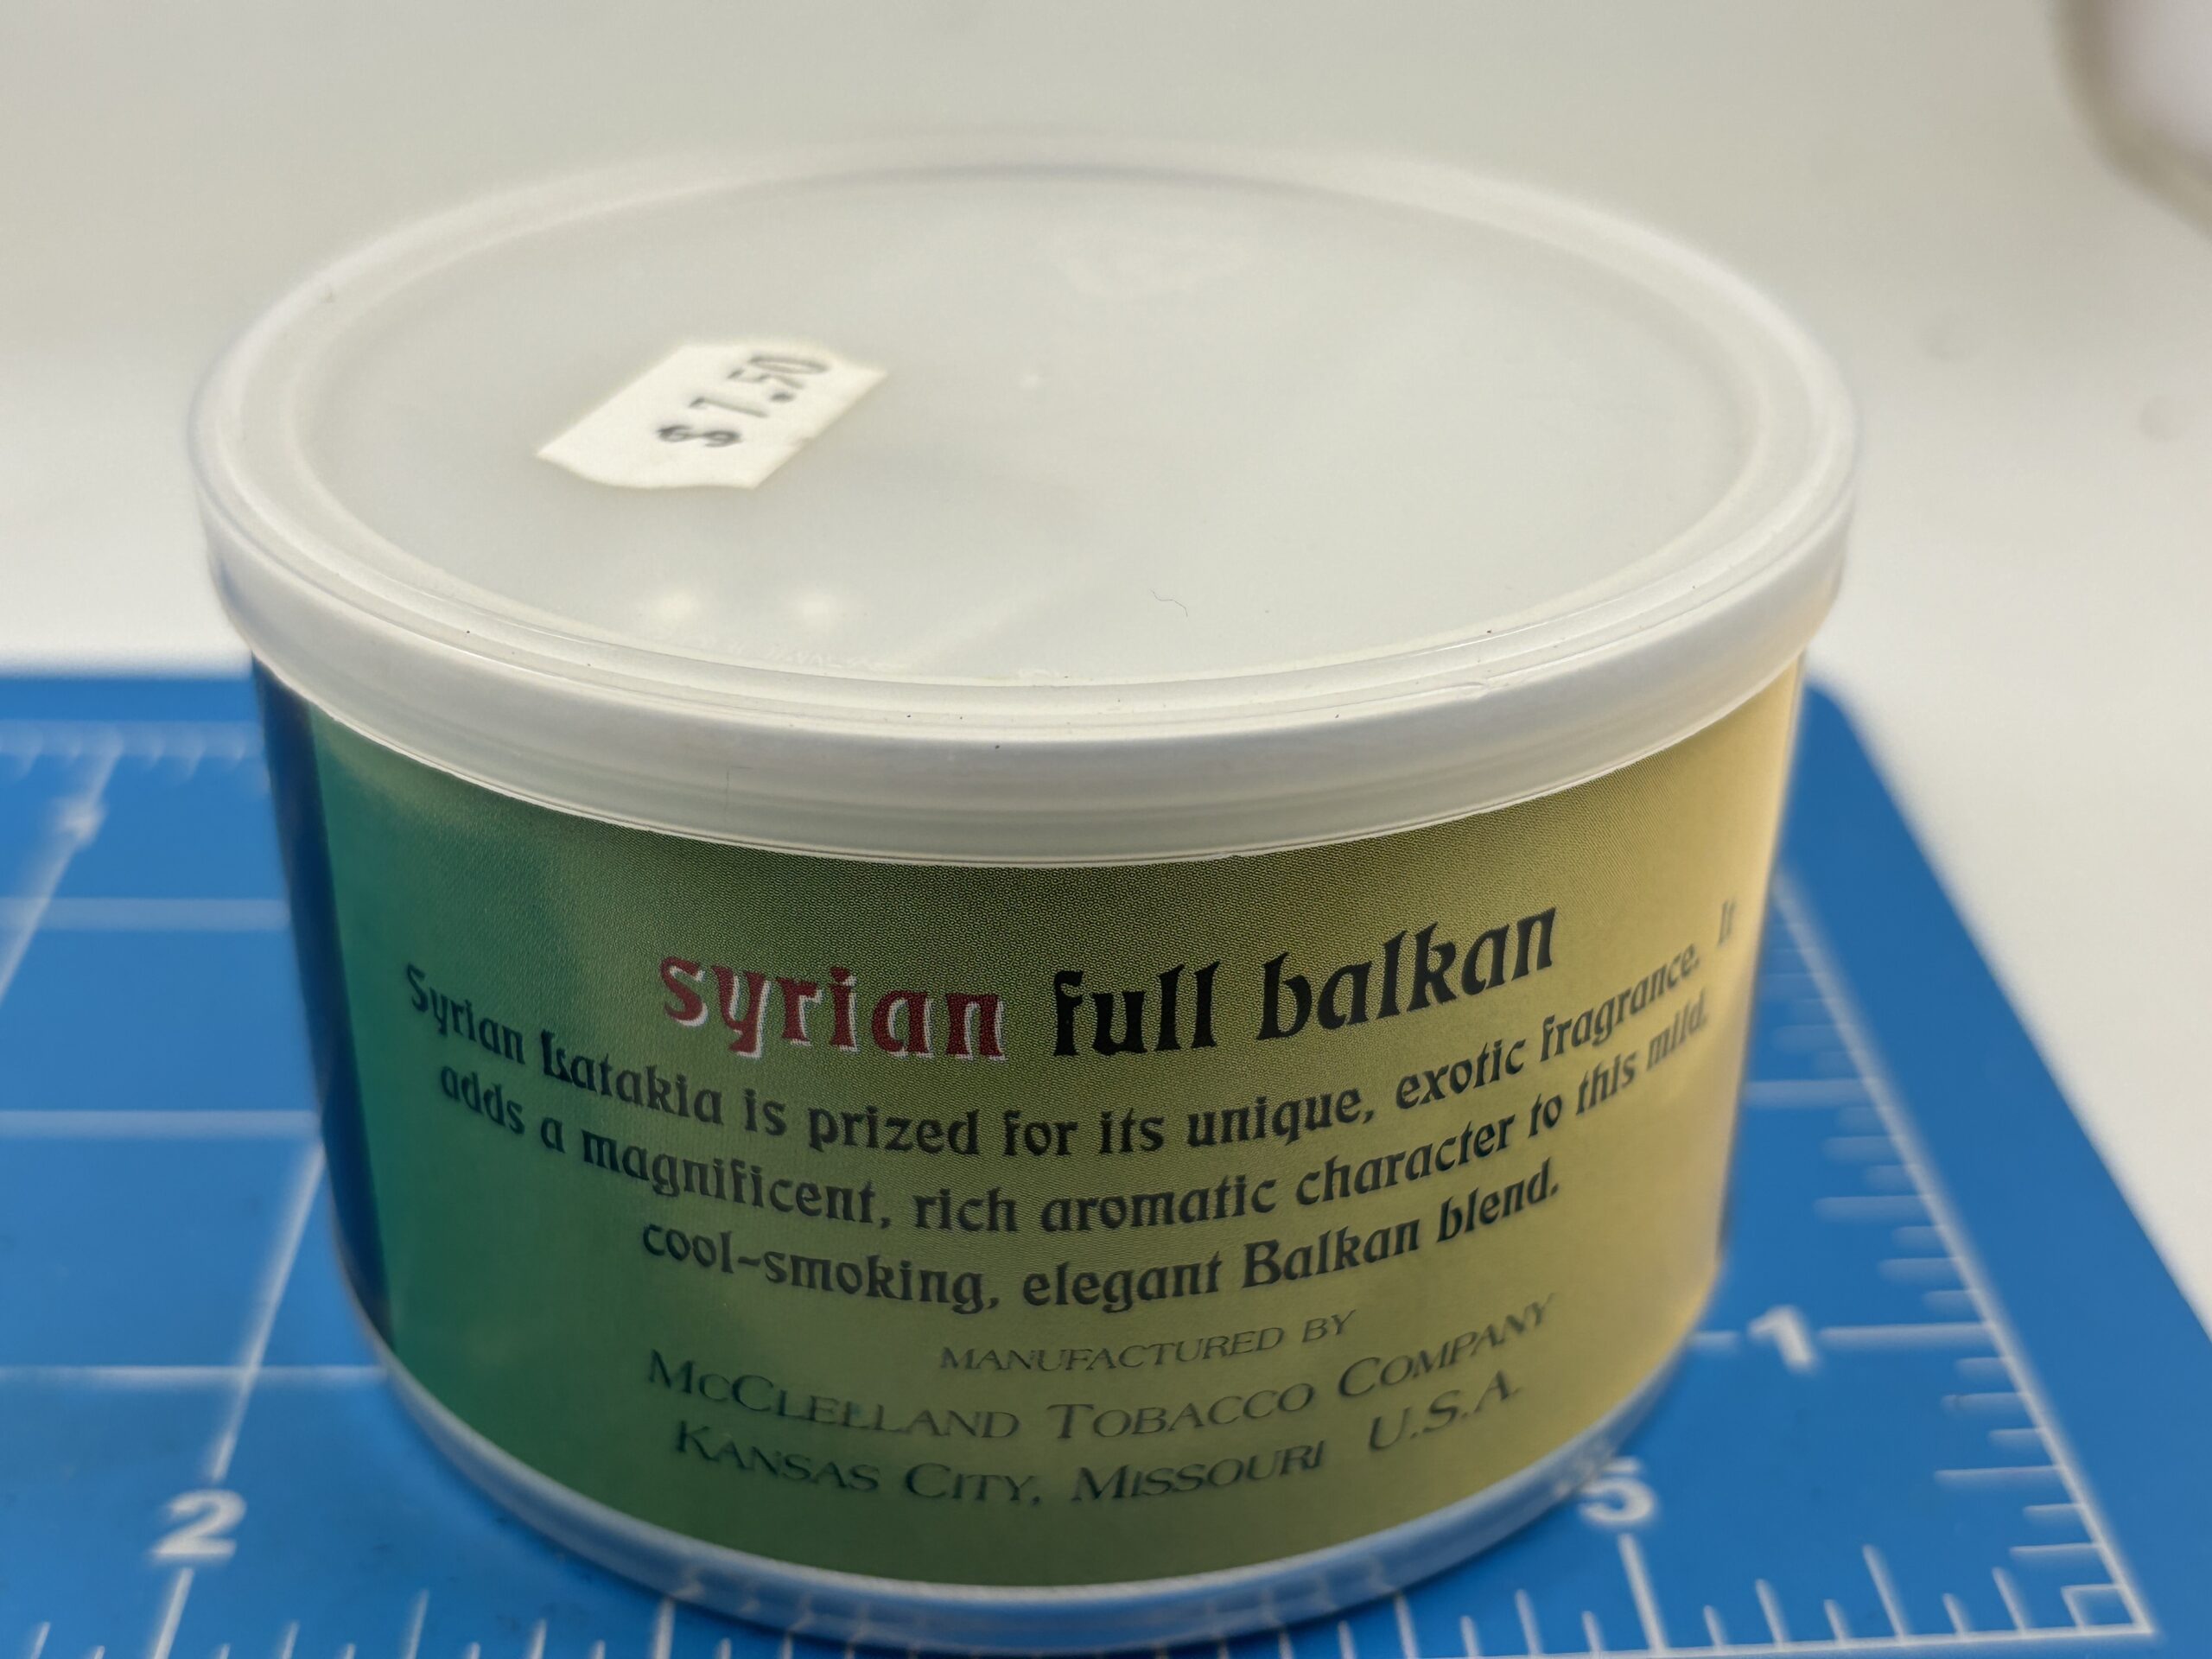 $ 1.50
syrian full balkan
Syrian Latakia is prized for its unique, exotic fragrance. It
adds a magnificent, rich aromatic character to this mild,
cool-smoking, elegant Balkan blend.
MANUFACTURED BY
MCCLELLAND TOBACCO COMPANY
KANSAS CITY, MISSOURI U.S.A.
1
2
5